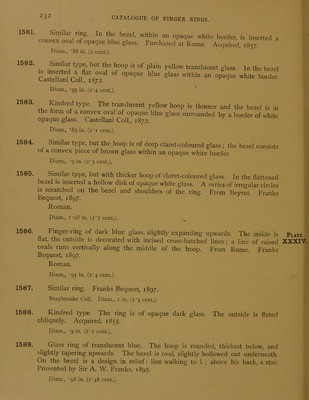 232 CATALOGUE OF FINGER RINGS.
1581. Similar ring. In the bezel, within an opaque white border, is inserted a
convex oval of opaque blue glass. Purchased at Rome. Acquired, 1857.
Diam., ·86 in. (2 cent.).
1582. Similar type, but the hoop is of plain yellow translucent glass. In the bezel
is inserted a flat oval of opaque blue glass within an opaque white border.
Castellani Coll., 1872.
Diam., ·95 in. (2·4 cent.).
1583. Kindred type. The translucent yellow hoop is thinner and the bezel is in
the form of a convex oval of opaque blue glass surrounded by a border of white
opaque glass. Castellani Coll., 1872.
Diam., ·83 in. (2·1 cent.).
1584. Similar type, but the hoop is of deep claret-coloured glass; the bezel consists
of a convex piece of brown glass within an opaque white border.
Diam., ·9 in. (2·3 cent.).
1585. Similar type, but with thicker hoop of claret-coloured glass. In the flattened
bezel is inserted a hollow disk of opaque white glass. A series of irregular circles
is scratched on the bezel and shoulders of the ring. From Beyrut. Franks
Bequest, 1897.
Roman.
Diam., 1·08 in. (2·7 cent.).
1586. Finger-ring of dark blue glass, slightly expanding upwards. The inside is PLATE
flat, the outside is decorated with incised cross-hatched lines; a line of raised XXXIV.
ovals runs vertically along the middle of the hoop. From Rome. Franks
Bequest, 1897.
Roman.
Diam., ·95 in. (2·4 cent.).
1587. Similar ring. Franks Bequest, 1897.
Braybrooke Coll. Diam., 1 in. (2·5 cent.).
1588. Kindred type. The ring is of opaque dark glass. The outside is fluted
obliquely. Acquired, 1855.
Diam., ·9 in. (2·2 cent.).
1589. Glass ring of translucent blue. The hoop is rounded, thickest below, and
slightly tapering upwards. The bezel is oval, slightly hollowed out underneath.
On the bezel is a design in relief: lion walking to l.; above his back, a star.
Presented by Sir A. W. Franks, 1895.
Diam., ·98 in. (2·48 cent.).